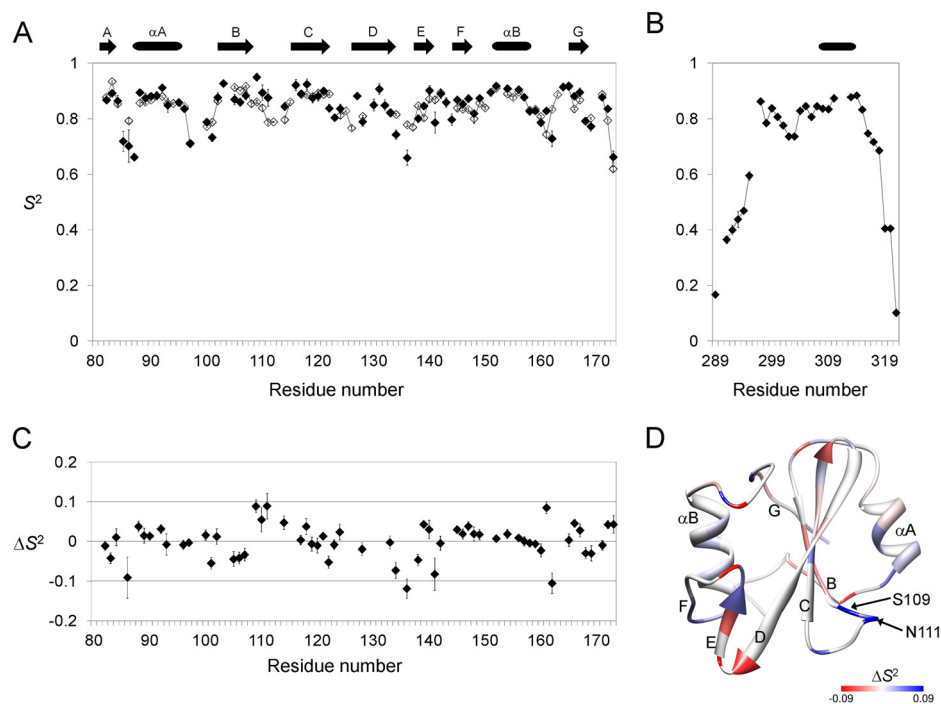 A
A αA B C D E F αB G
S²
1
0.8
0.6
0.4
0.2
0
80 90 100 110 120 130 140 150 160 170
Residue number
B
1
0.8
0.6
0.4
0.2
0
289 299 309 319
Residue number
C
ΔS²
0.2
0.1
0
-0.1
-0.2
80 90 100 110 120 130 140 150 160 170
Residue number
D
αB
G
αA
B
S109
F
C
N111
E
D
ΔS²
-0.09 0.09